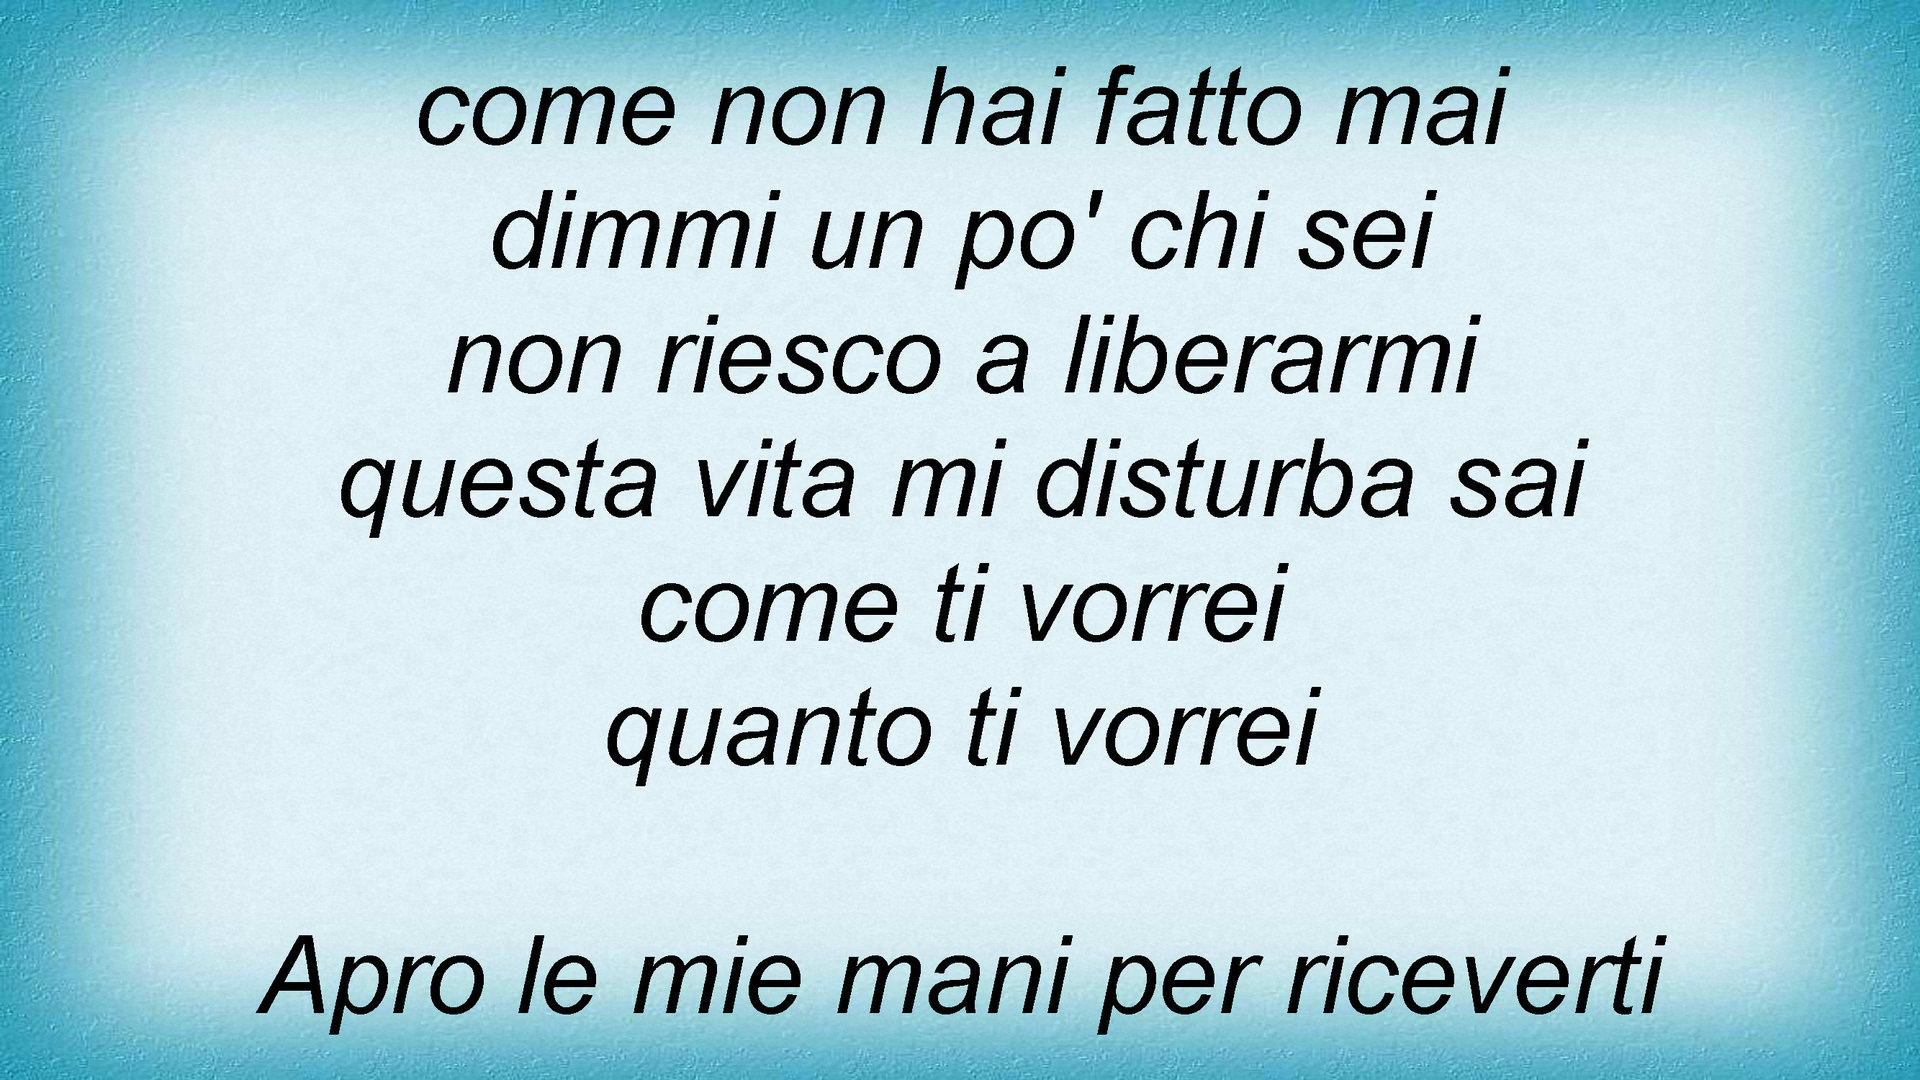 come non hai fatto mai
dimmi un po' chi sei
non riesco a liberarmi
questa vita mi disturba sai
come ti vorrei
quanto ti vorrei
Apro le mie mani per riceverti